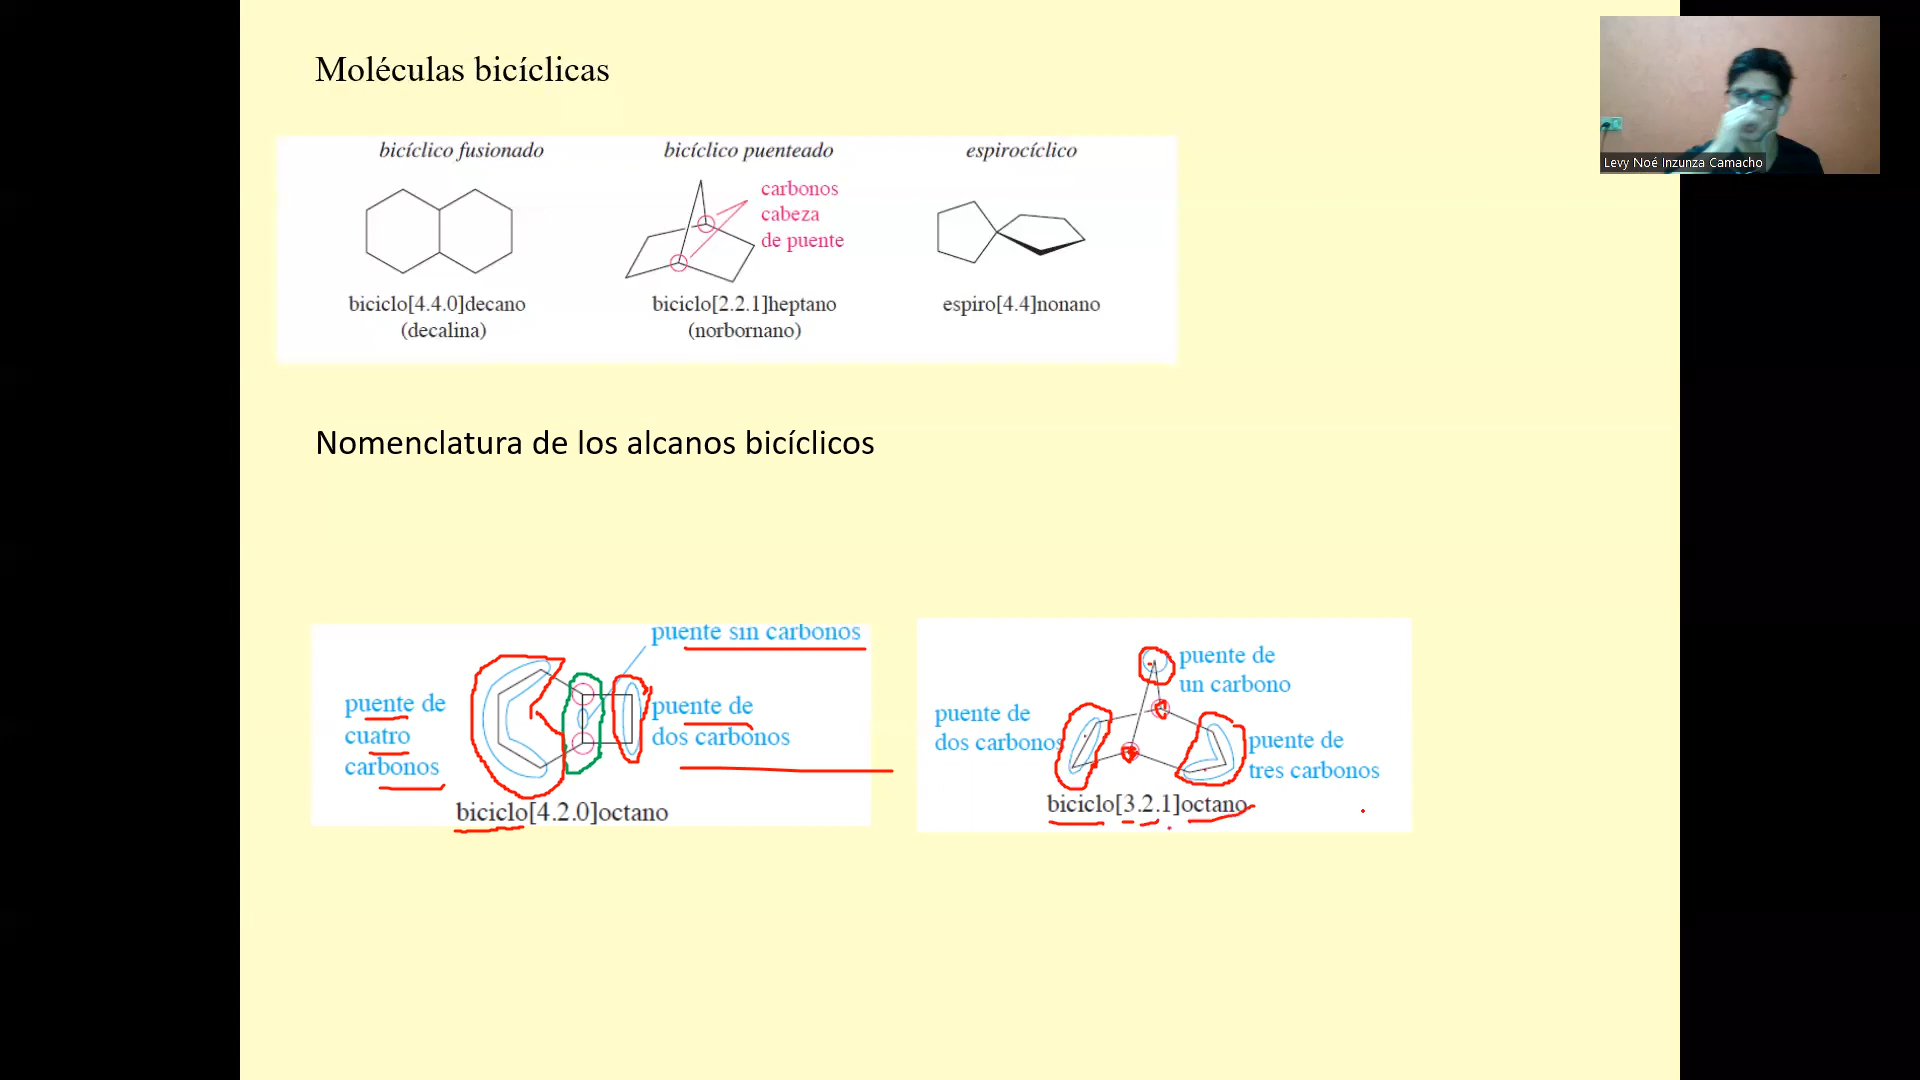 Moléculas bicíclicas
bicíclico fusionado
bicíclico puenteado
espirocíclico
carbonos
cabeza
de puente
biciclo[4.4.0]decano
(decalina)
biciclo[2.2.1]heptano
(norbornano)
espiro[4.4]nonano
Nomenclatura de los alcanos bicíclicos
puente sin carbonos
puente de
cuatro
carbonos
puente de
dos carbonos
biciclo[4.2.0]octano
puente de
un carbono
puente de
dos carbonos
puente de
tres carbonos
biciclo[3.2.1]octano
Levy Noé Inzunza Camacho